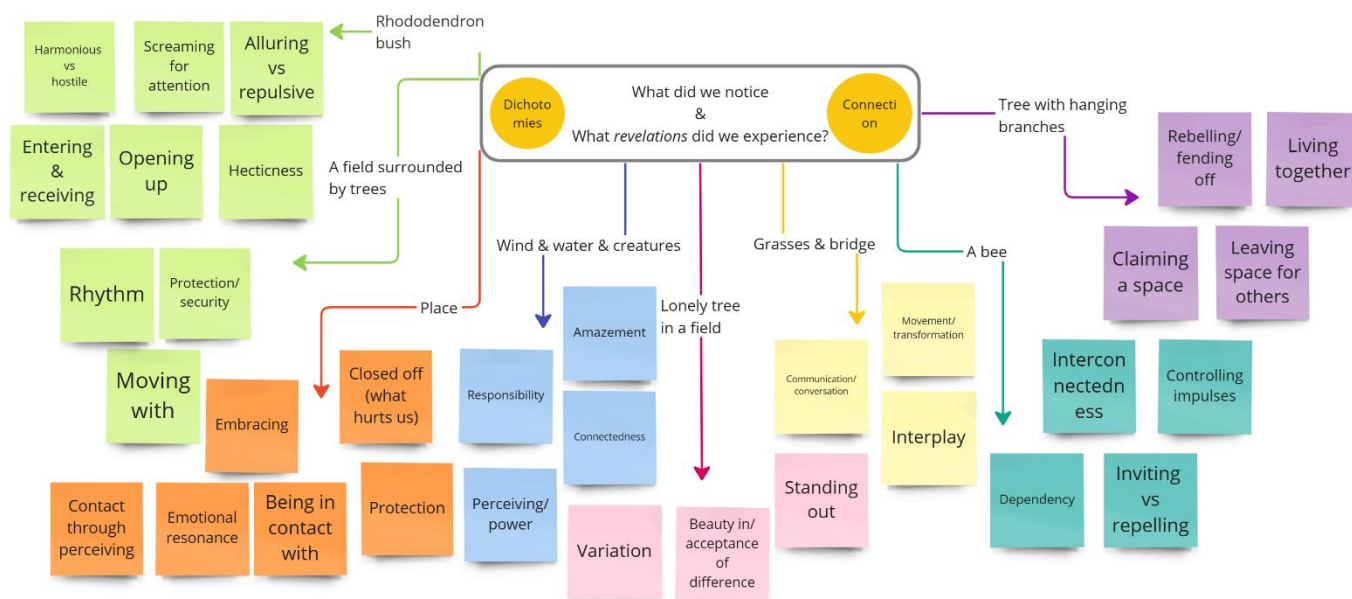 Rhododendron
bush
Harmonious
vs
hostile
Screaming
for
attention
Alluring
vs
repulsive
Entering
&
receiving
Opening
up
Hecticness
A field surrounded
by trees
Rhythm
Protection/
security
Moving
with
Dichoto
mies
What did we notice
&
What revelations did we experience?
Connecti
on
Tree with hanging
branches
Rebelling/
fending
off
Living
together
Claiming
a space
Leaving
space for
others
Place
Embracing
Closed off
(what
hurts us)
Contact
through
perceiving
Emotional
resonance
Being in
contact
with
Protection
Wind & water & creatures
Amazement
Responsibility
Connectedness
Perceiving/
power
Lonely tree
in a field
Variation
Beauty in/
acceptance
of
difference
Standing
out
Grasses & bridge
Movement/
transformation
Communication/
conversation
Interplay
A bee
Intercon
nectedn
ess
Controlling
impulses
Dependency
Inviting
vs
repelling